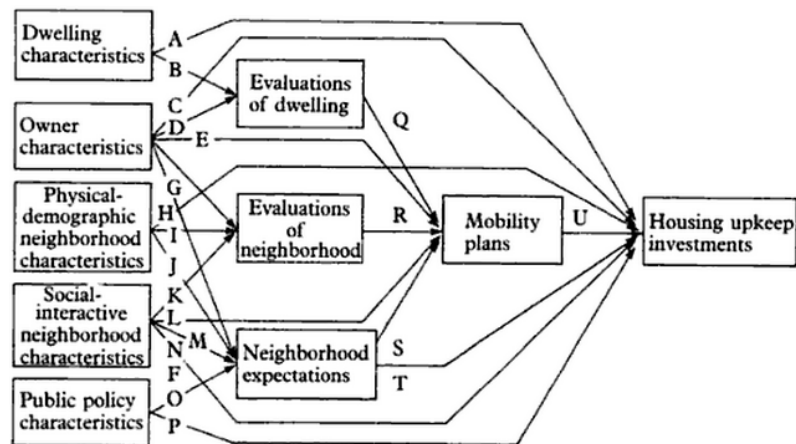 Dwelling
characteristics
A
B
C
D
E
Evaluations
of dwelling
Q
Owner
characteristics
G
H
I
J
Physical-
demographic
neighborhood
characteristics
Evaluations
of
neighborhood
R
Mobility
plans
U
Housing upkeep
investments
K
L
M
N
Social-
interactive
neighborhood
characteristics
Neighborhood
expectations
S
T
F
O
P
Public policy
characteristics